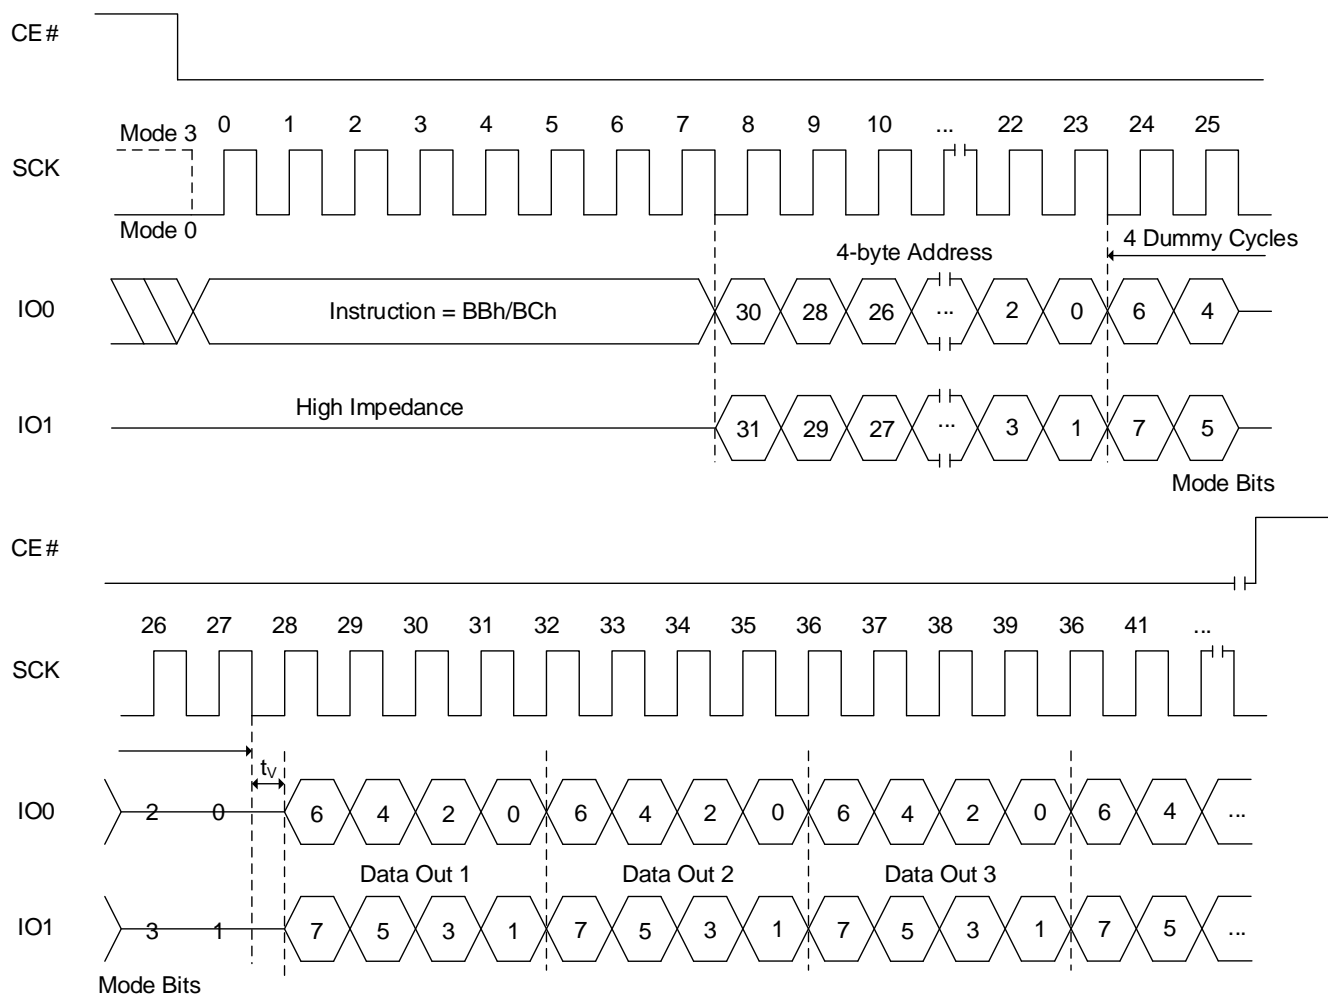 CE#
Mode 3 0 1 2 3 4 5 6 7 8 9 10 ... 22 23 24 25
SCK
Mode 0
4-byte Address 4 Dummy Cycles
IO0 Instruction = BBh/BCh 30 28 26 ... 2 0 6 4
High Impedance
IO1 31 29 27 ... 3 1 7 5
Mode Bits
CE#
26 27 28 29 30 31 32 33 34 35 36 37 38 39 36 41 ...
SCK
tV
IO0 2 0 6 4 2 0 6 4 2 0 6 4 2 0 6 4 ...
Data Out 1 Data Out 2 Data Out 3
IO1 3 1 7 5 3 1 7 5 3 1 7 5 3 1 7 5 ...
Mode Bits